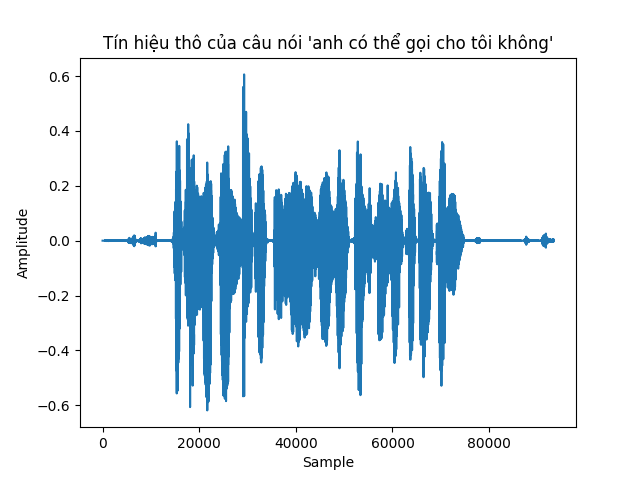 Tín hiệu thô của câu nói 'anh có thể gọi cho tôi không'
0.6
0.4
0.2
0.0
−0.2
−0.4
−0.6
Amplitude
0 20000 40000 60000 80000
Sample